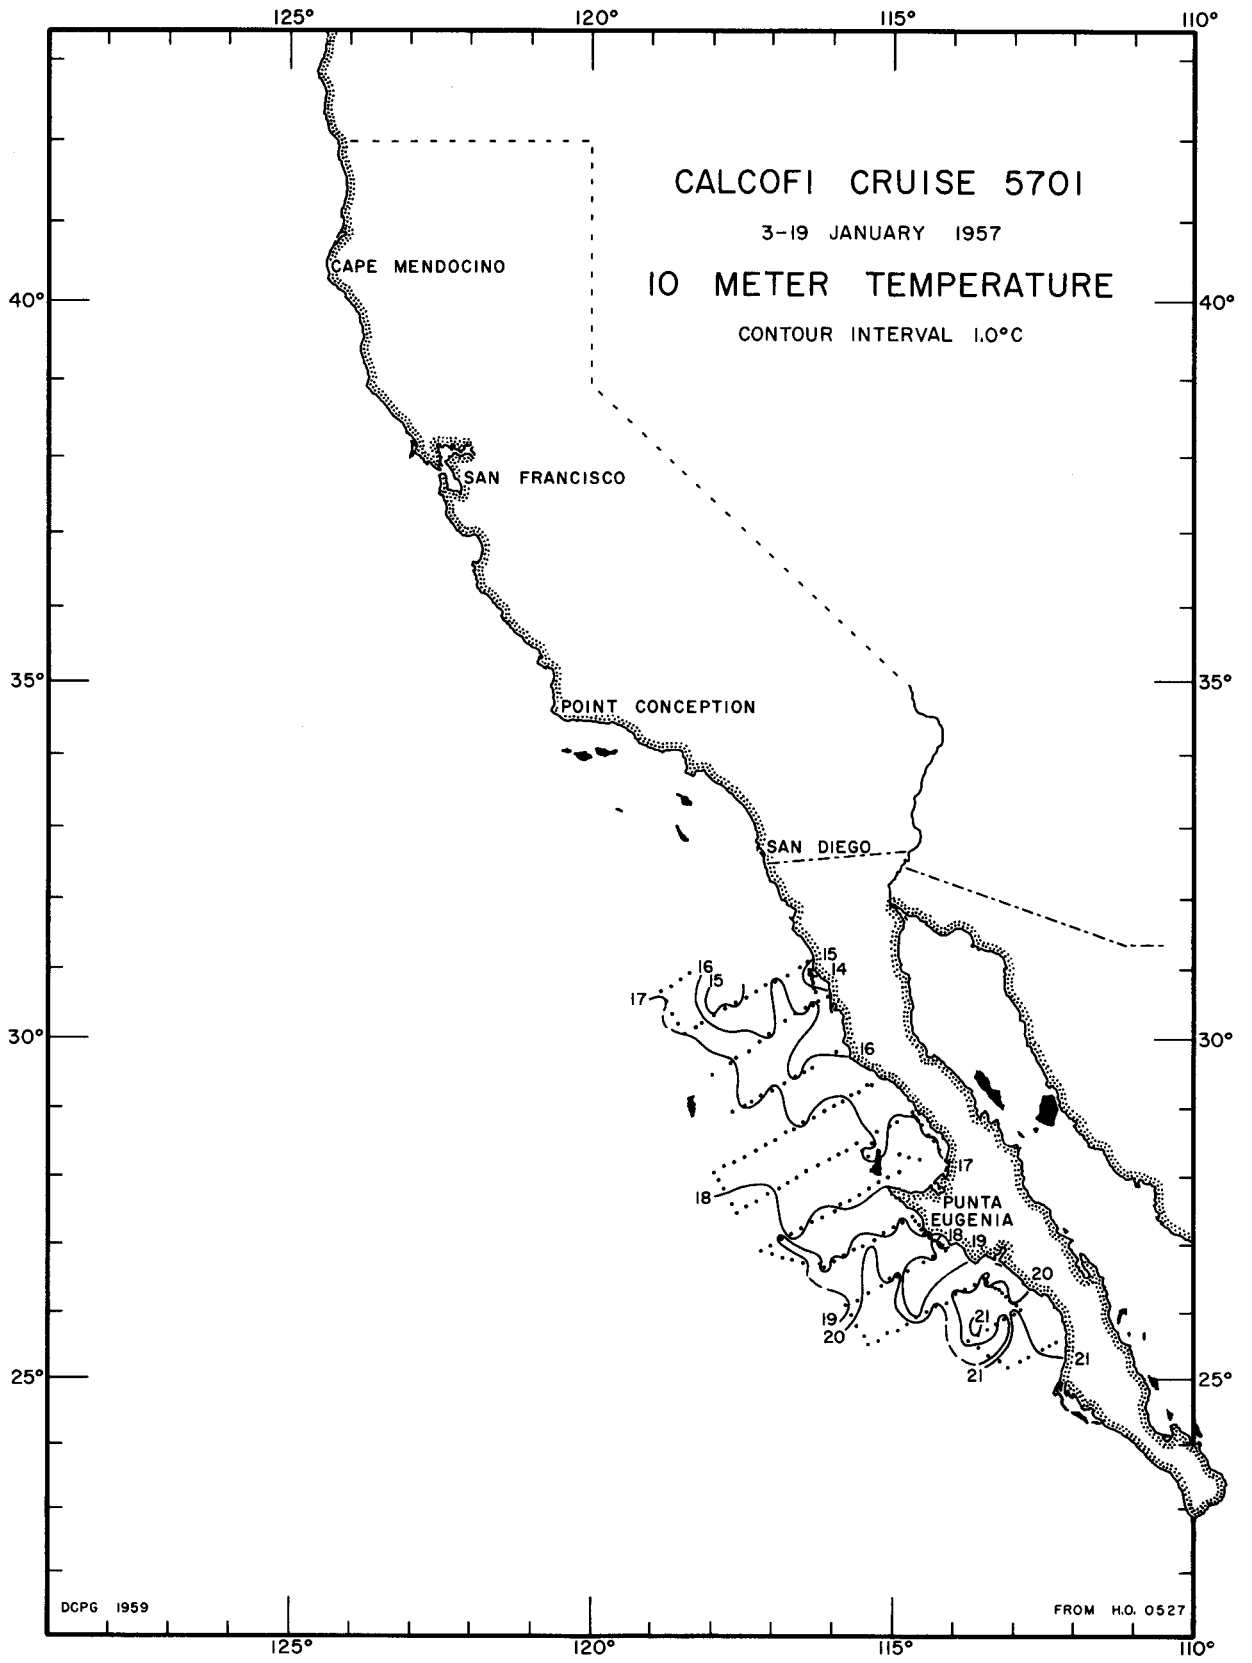 125° 120° 115° 110°
CALCOFI CRUISE 5701
3-19 JANUARY 1957
CAPE MENDOCINO
10 METER TEMPERATURE
40° 40°
CONTOUR INTERVAL 1.0°C
SAN FRANCISCO
35° 35°
POINT CONCEPTION
SAN DIEGO
15
16 14
15
17
30° 30°
16
17
18
PUNTA
EUGENIA
18 19
20
21
19
20
21
21
25° 25°
DCPG 1959 FROM H.O. 0527
125° 120° 115° 110°